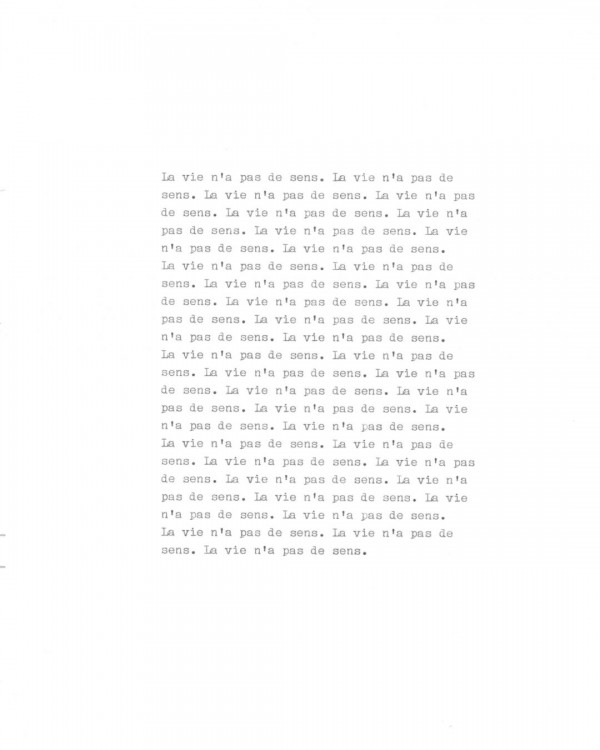 La vie n'a pas de sens. La vie n'a pas de
sens. La vie n'a pas de sens. La vie n'a pas
de sens. La vie n'a pas de sens. La vie n'a
pas de sens. La vie n'a pas de sens. La vie
n'a pas de sens. La vie n'a pas de sens.
La vie n'a pas de sens. La vie n'a pas de
sens. La vie n'a pas de sens. La vie n'a pas
de sens. La vie n'a pas de sens. La vie n'a
pas de sens. La vie n'a pas de sens. La vie
n'a pas de sens. La vie n'a pas de sens.
La vie n'a pas de sens. La vie n'a pas de
sens. La vie n'a pas de sens. La vie n'a pas
de sens. La vie n'a pas de sens. La vie n'a
pas de sens. La vie n'a pas de sens. La vie
n'a pas de sens. La vie n'a pas de sens.
La vie n'a pas de sens. La vie n'a pas de
sens. La vie n'a pas de sens. La vie n'a pas
de sens. La vie n'a pas de sens. La vie n'a
pas de sens. La vie n'a pas de sens. La vie
n'a pas de sens. La vie n'a pas de sens.
La vie n'a pas de sens. La vie n'a pas de
sens. La vie n'a pas de sens.